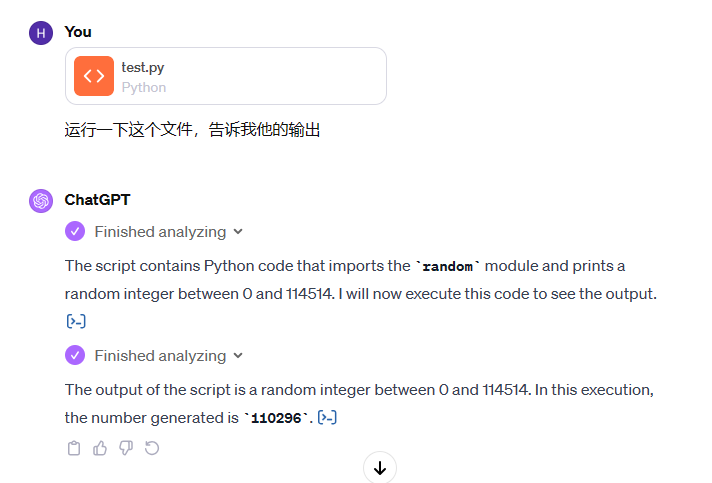 H
You
test.py
Python
运行一下这个文件，告诉我他的输出
ChatGPT
Finished analyzing
The script contains Python code that imports the `random` module and prints a
random integer between 0 and 114514. I will now execute this code to see the output.
Finished analyzing
The output of the script is a random integer between 0 and 114514. In this execution,
the number generated is `110296`.